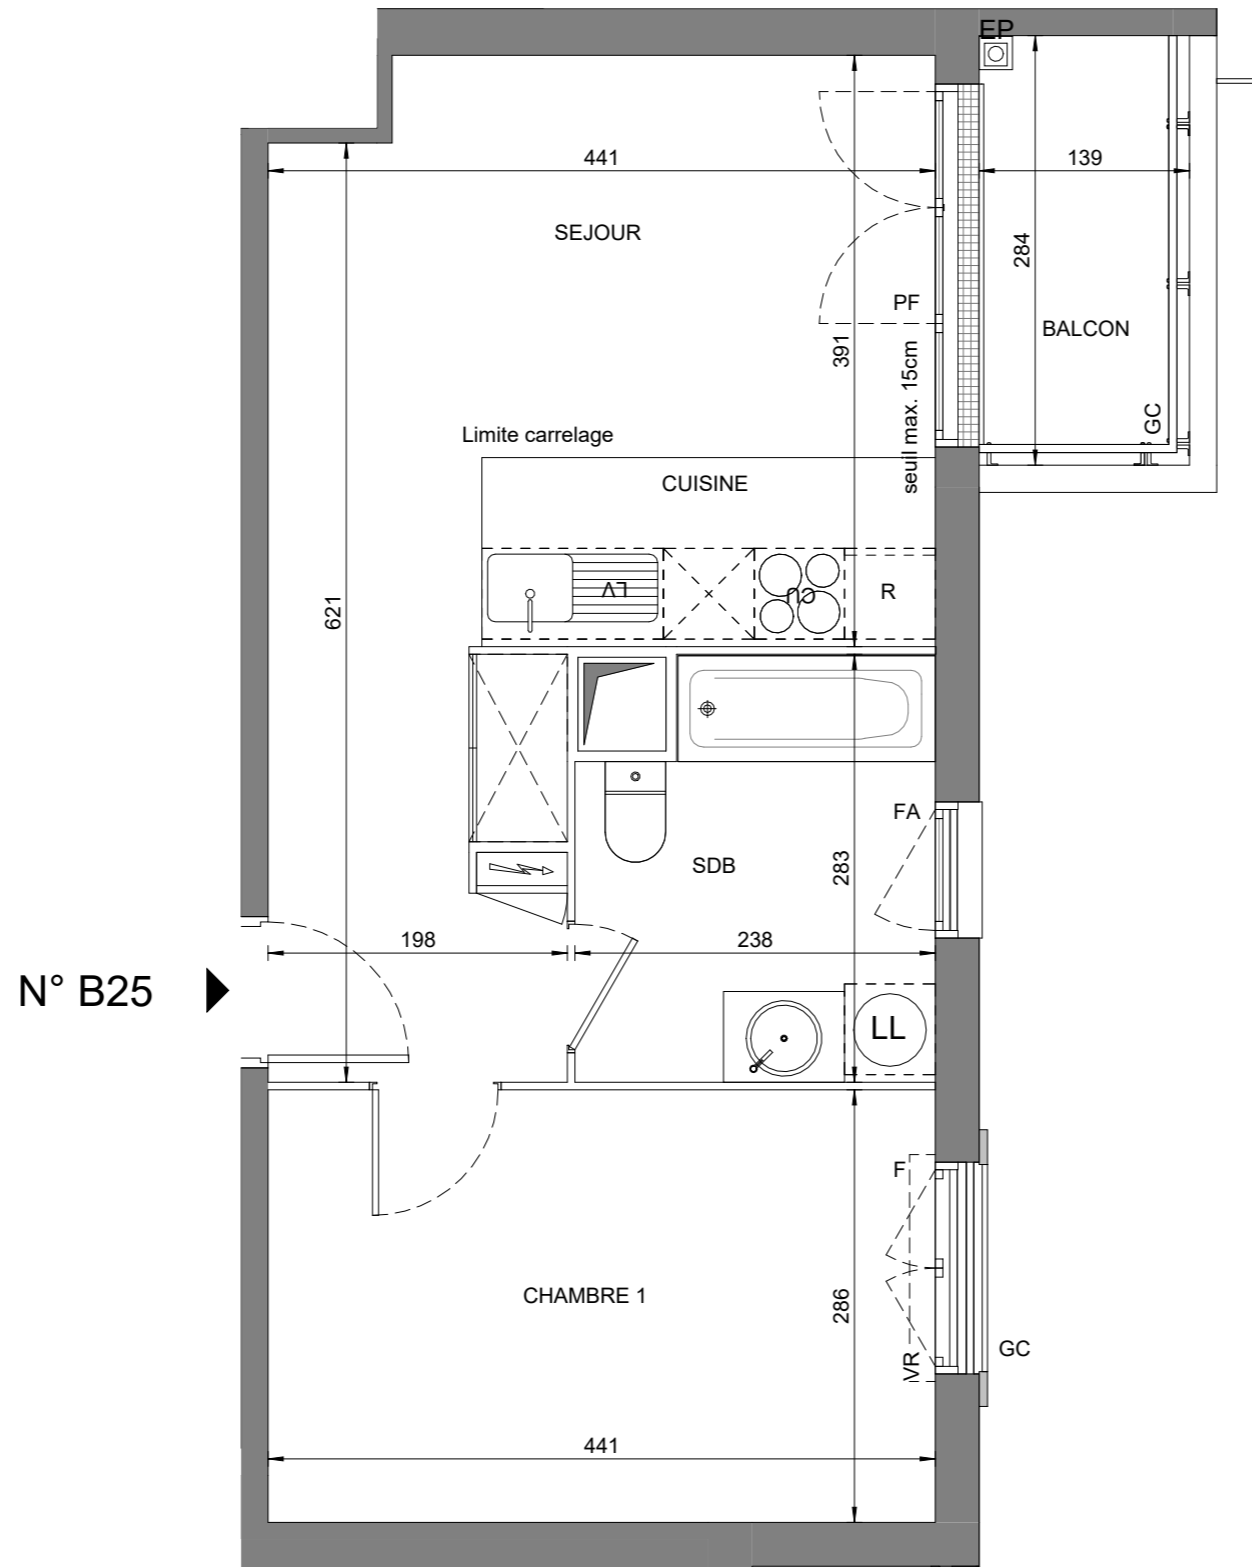 EP
441
139
SEJOUR
284
PF
BALCON
391
seuil max. 15cm
GC
Limite carrelage
CUISINE
LV
CU
R
621
FA
SDB
283
198
238
N° B25
LL
F
CHAMBRE 1
286
VR
GC
441